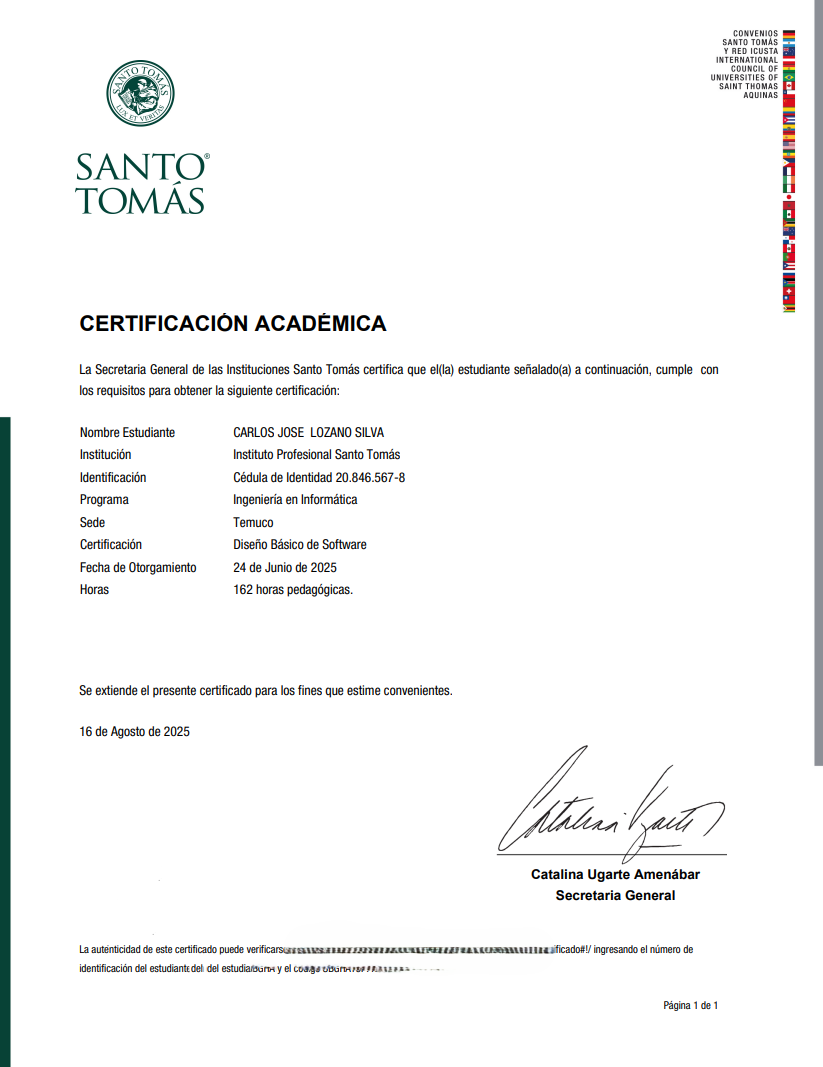 CONVENIOS
SANTO TOMÁS
Y RED ICUSTA
INTERNATIONAL
COUNCIL OF
UNIVERSITIES OF
SAINT THOMAS
AQUINAS
SANTO TOMÁS
LUX ET VERITAS
SANTO®
TOMÁS
CERTIFICACIÓN ACADÉMICA
La Secretaria General de las Instituciones Santo Tomás certifica que el(la) estudiante señalado(a) a continuación, cumple con
los requisitos para obtener la siguiente certificación:
Nombre Estudiante CARLOS JOSE LOZANO SILVA
Institución Instituto Profesional Santo Tomás
Identificación Cédula de Identidad 20.846.567-8
Programa Ingeniería en Informática
Sede Temuco
Certificación Diseño Básico de Software
Fecha de Otorgamiento 24 de Junio de 2025
Horas 162 horas pedagógicas.
Se extiende el presente certificado para los fines que estime convenientes.
16 de Agosto de 2025
Catalina Ugarte
Catalina Ugarte Amenábar
Secretaria General
La autenticidad de este certificado puede verificars ificado#!/ ingresando el número de
identificación del estudiante del del estudia y el
Página 1 de 1